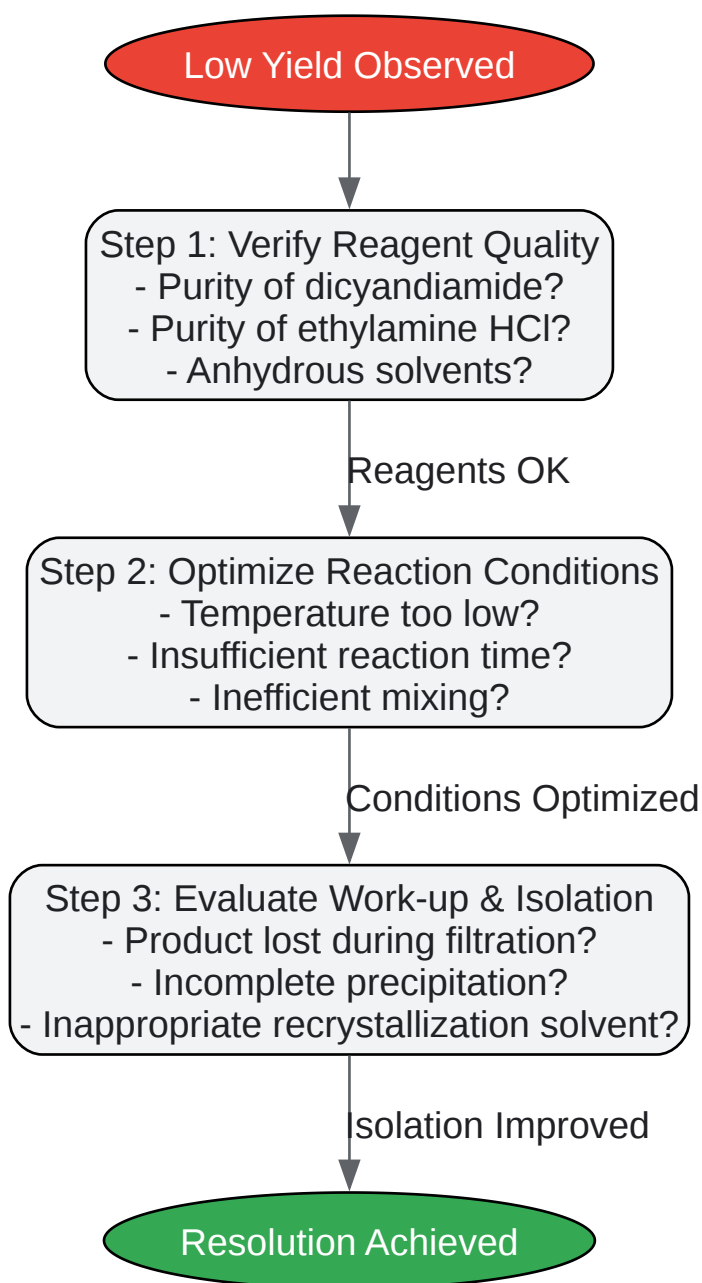 Low Yield Observed
Step 1: Verify Reagent Quality
- Purity of dicyandiamide?
- Purity of ethylamine HCl?
- Anhydrous solvents?
Reagents OK
Step 2: Optimize Reaction Conditions
- Temperature too low?
- Insufficient reaction time?
- Inefficient mixing?
Conditions Optimized
Step 3: Evaluate Work-up & Isolation
- Product lost during filtration?
- Incomplete precipitation?
- Inappropriate recrystallization solvent?
Isolation Improved
Resolution Achieved